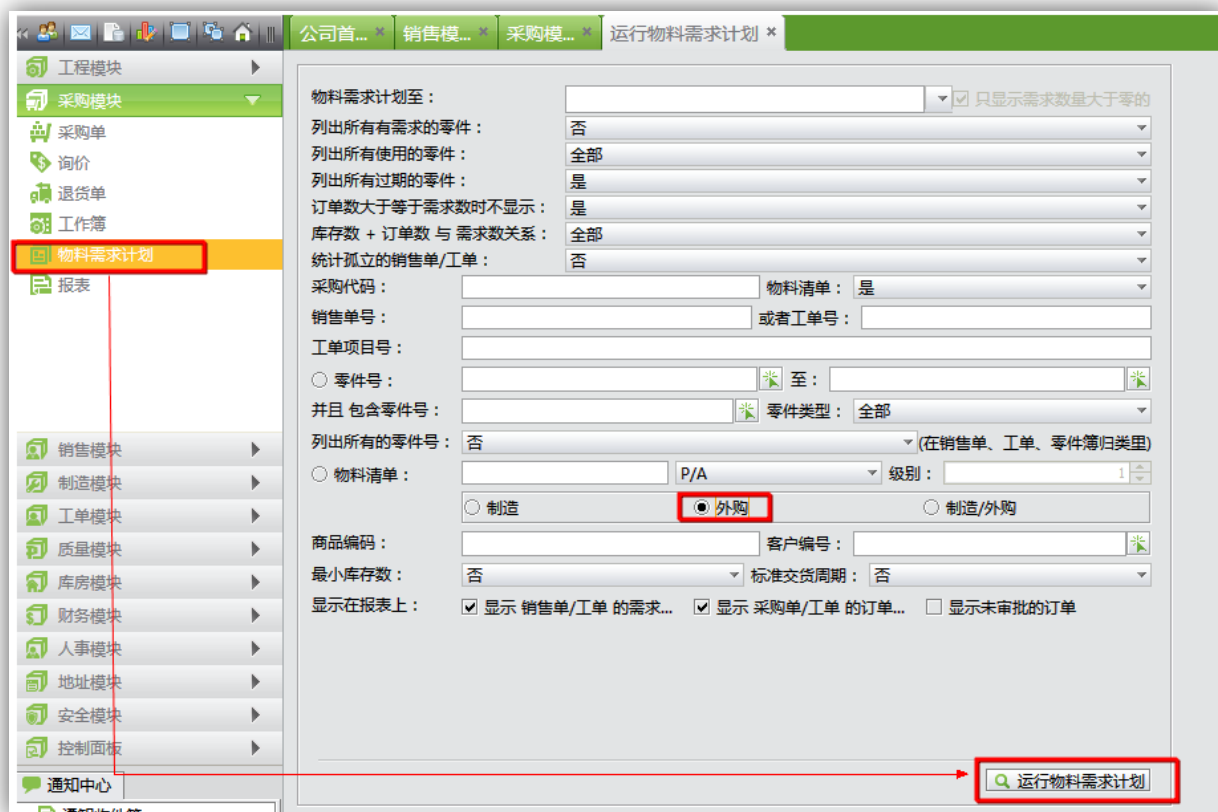 公司首...
销售模...
采购模...
运行物料需求计划
工程模块
采购模块
采购单
询价
退货单
工作簿
物料需求计划
报表
销售模块
制造模块
工单模块
质量模块
库房模块
财务模块
人事模块
地址模块
安全模块
控制面板
通知中心
物料需求计划至：
只显示需求数量大于零的
列出所有有需求的零件： 否
列出所有使用的零件： 全部
列出所有过期的零件： 是
订单数大于等于需求数时不显示： 是
库存数 + 订单数 与 需求数关系： 全部
统计孤立的销售单/工单： 否
采购代码： 物料清单： 是
销售单号： 或者工单号：
工单项目号：
零件号： 至：
并且 包含零件号： 零件类型： 全部
列出所有的零件号： 否 (在销售单、工单、零件簿归类里)
物料清单： P/A 级别： 1
制造 外购 制造/外购
商品编码： 客户编号：
最小库存数： 否 标准交货周期： 否
显示在报表上： 显示 销售单/工单 的需求... 显示 采购单/工单 的订单... 显示未审批的订单
运行物料需求计划